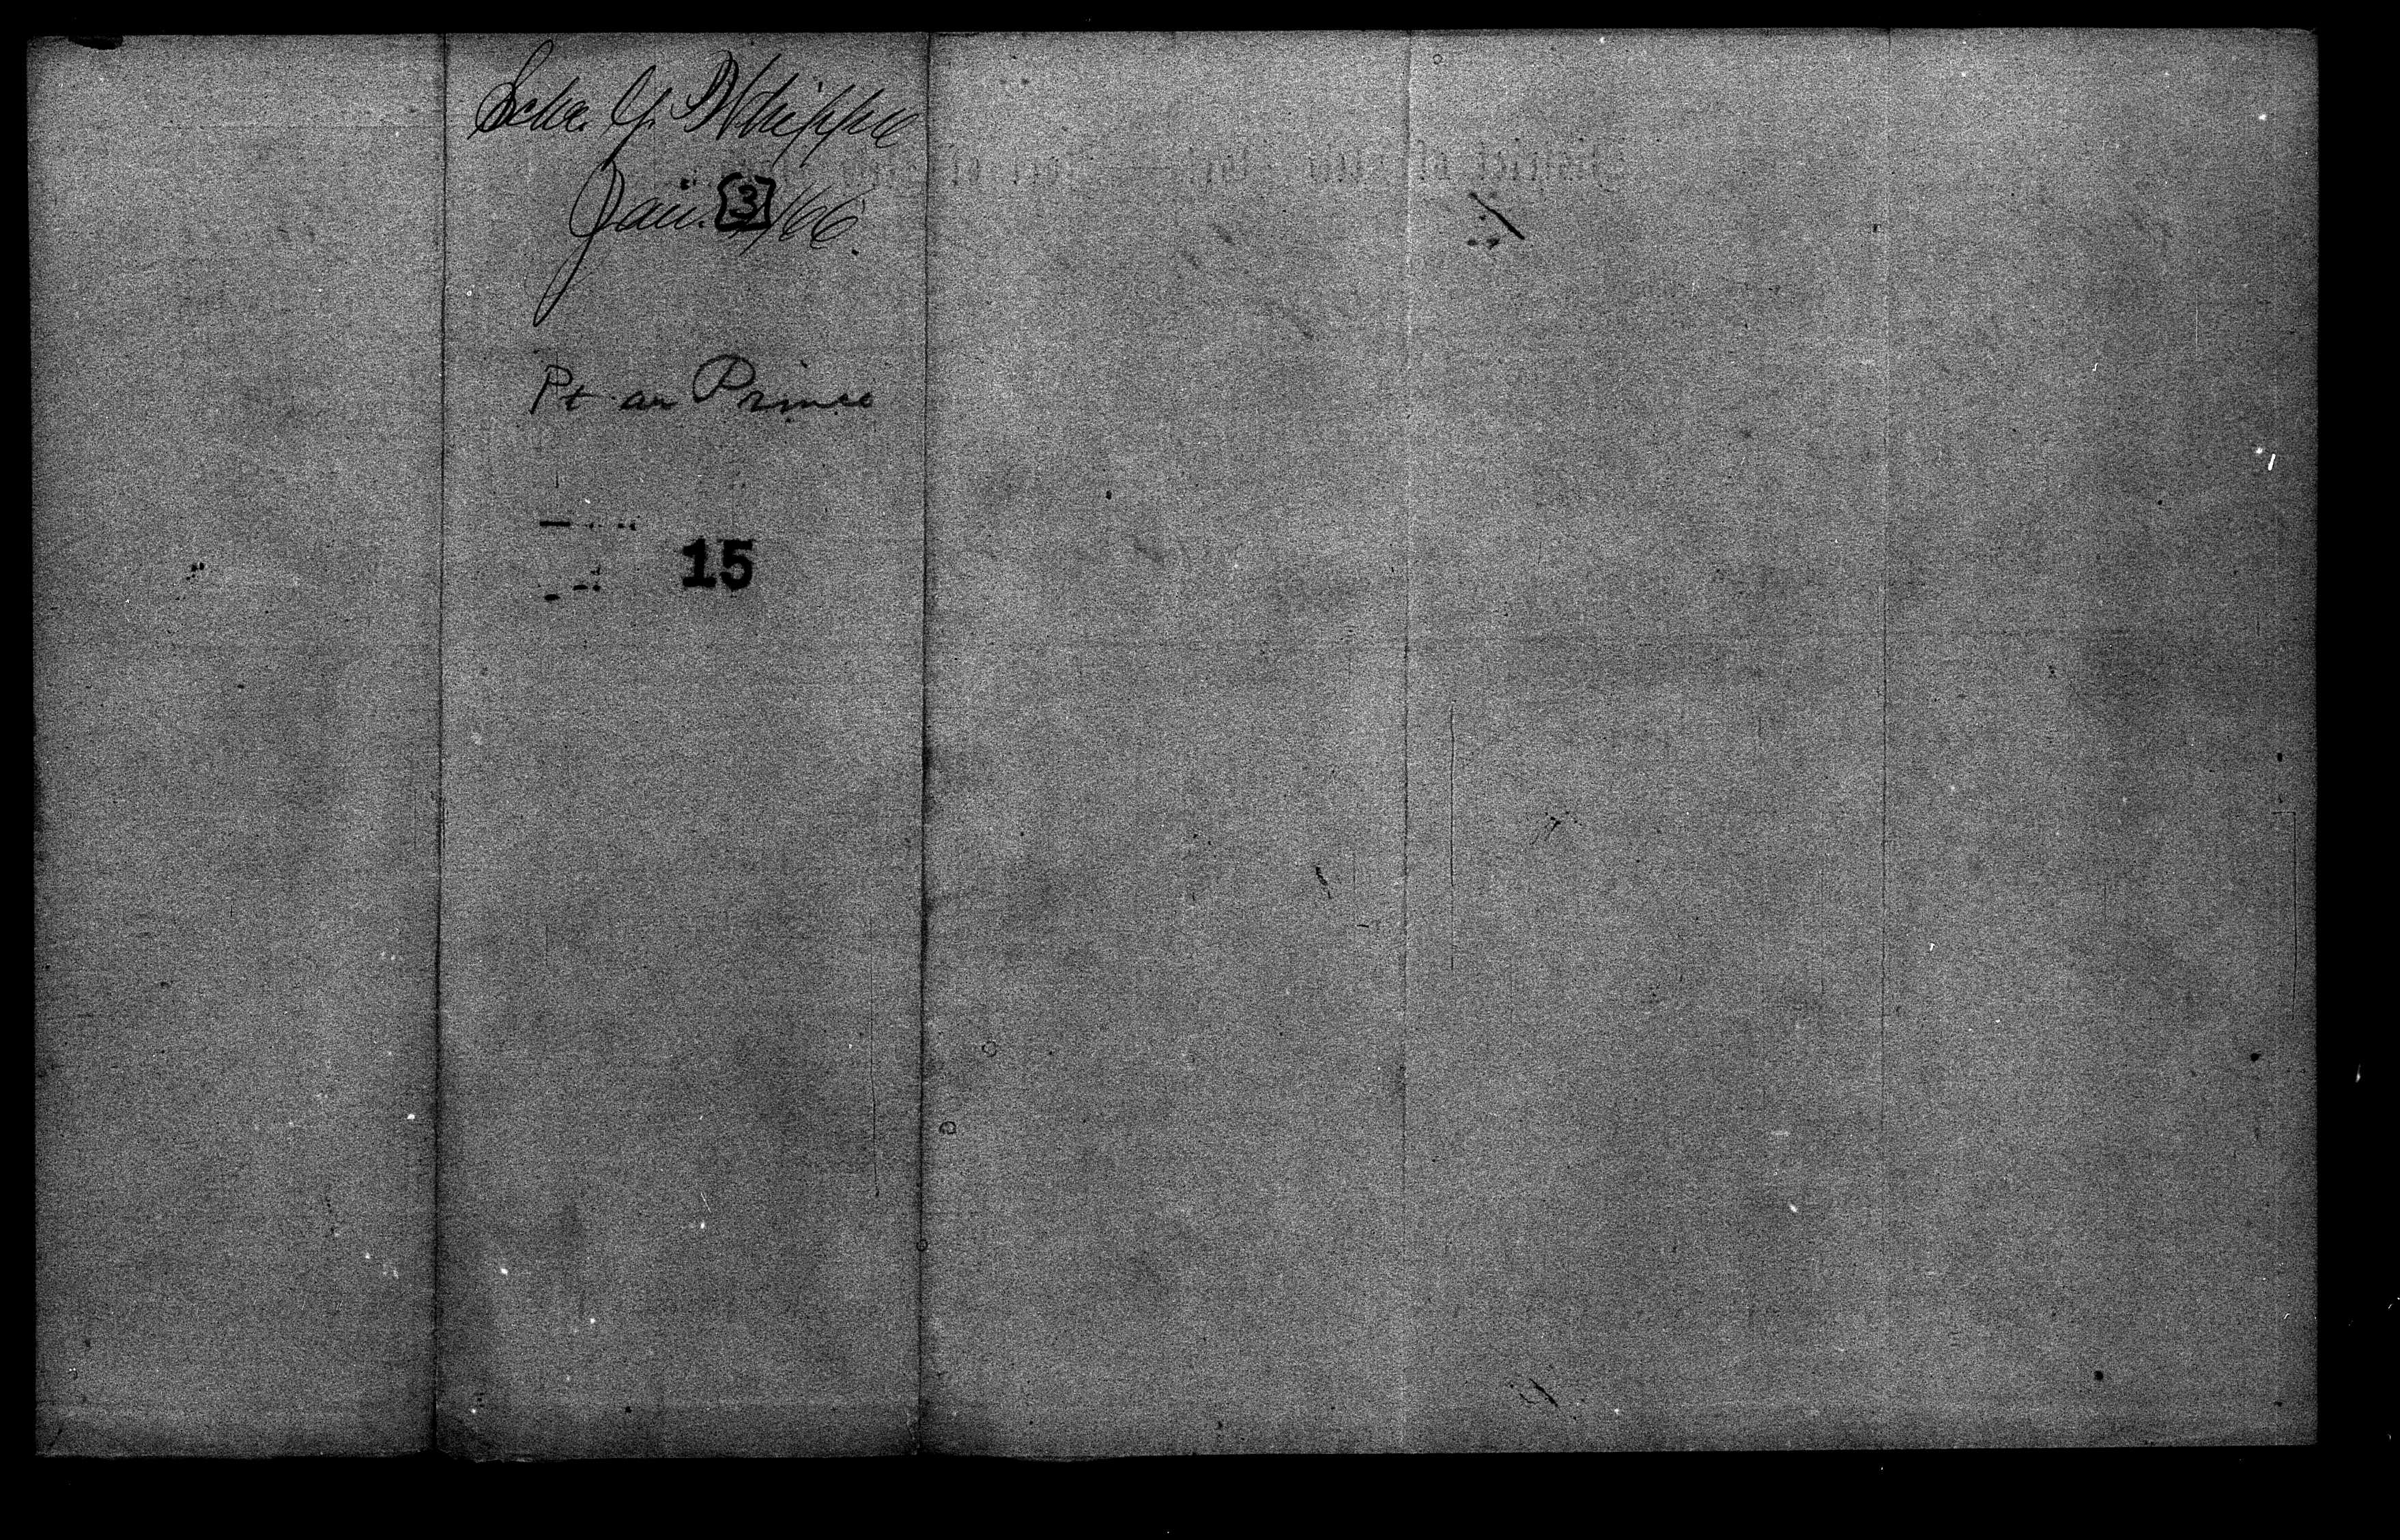 Schr. G. Whipple
Jan. [3]/66.
Pt au Prince
15